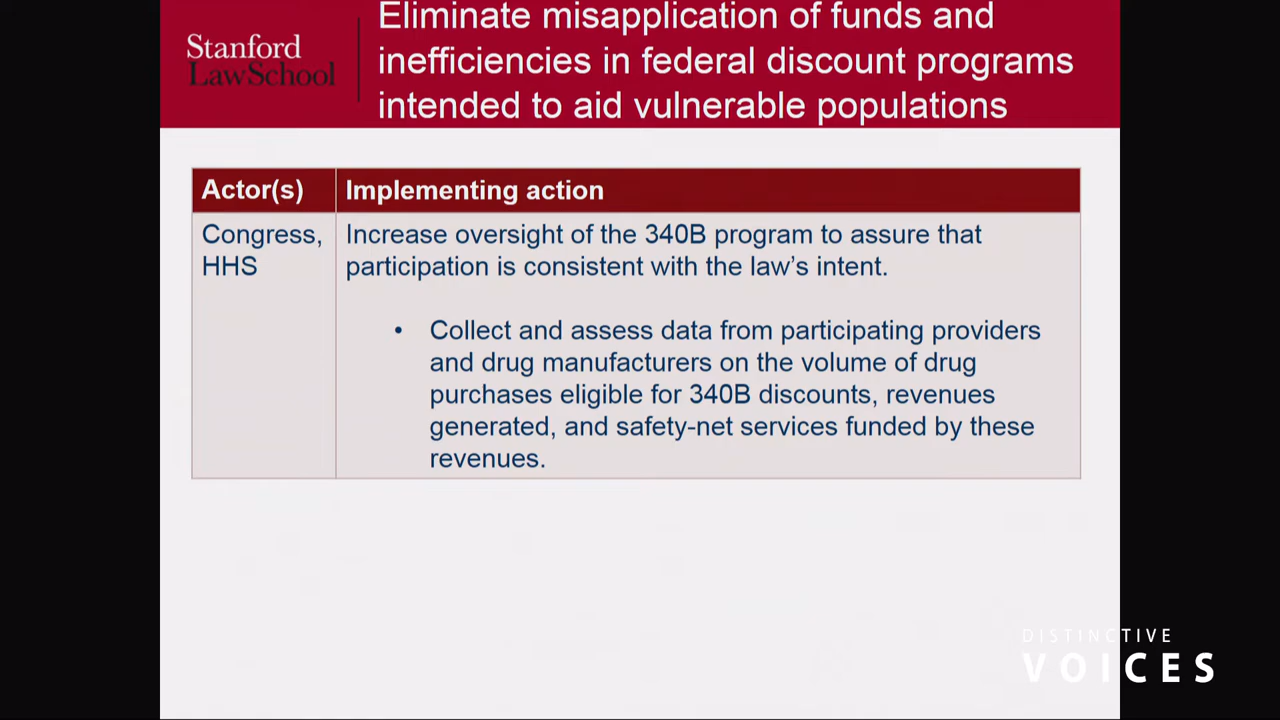 Eliminate misapplication of funds and
inefficiencies in federal discount programs
intended to aid vulnerable populations
Stanford
LawSchool
Actor(s)
Implementing action
Congress,
HHS
Increase oversight of the 340B program to assure that
participation is consistent with the law's intent.
• Collect and assess data from participating providers
and drug manufacturers on the volume of drug
purchases eligible for 340B discounts, revenues
generated, and safety-net services funded by these
revenues.
DISTINCTIVE
VOICES